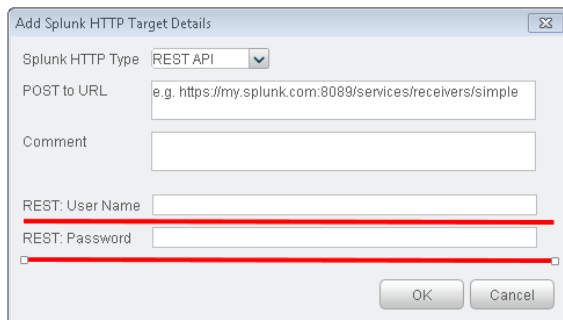 Add Splunk HTTP Target Details
Splunk HTTP Type REST API
POST to URL e.g. https://my.splunk.com:8089/services/receivers/simple
Comment
REST: User Name
REST: Password
OK Cancel